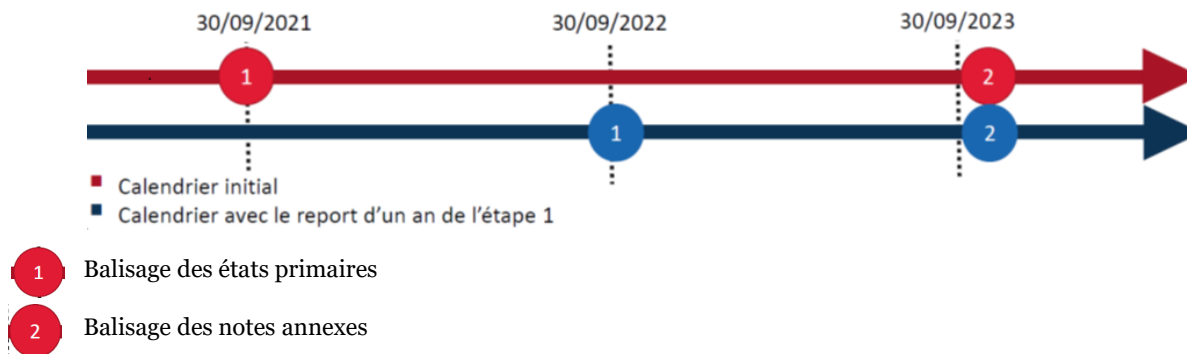 30/09/2021 30/09/2022 30/09/2023
1 2
1 2
Calendrier initial
Calendrier avec le report d'un an de l'étape 1
1 Balisage des états primaires
2 Balisage des notes annexes